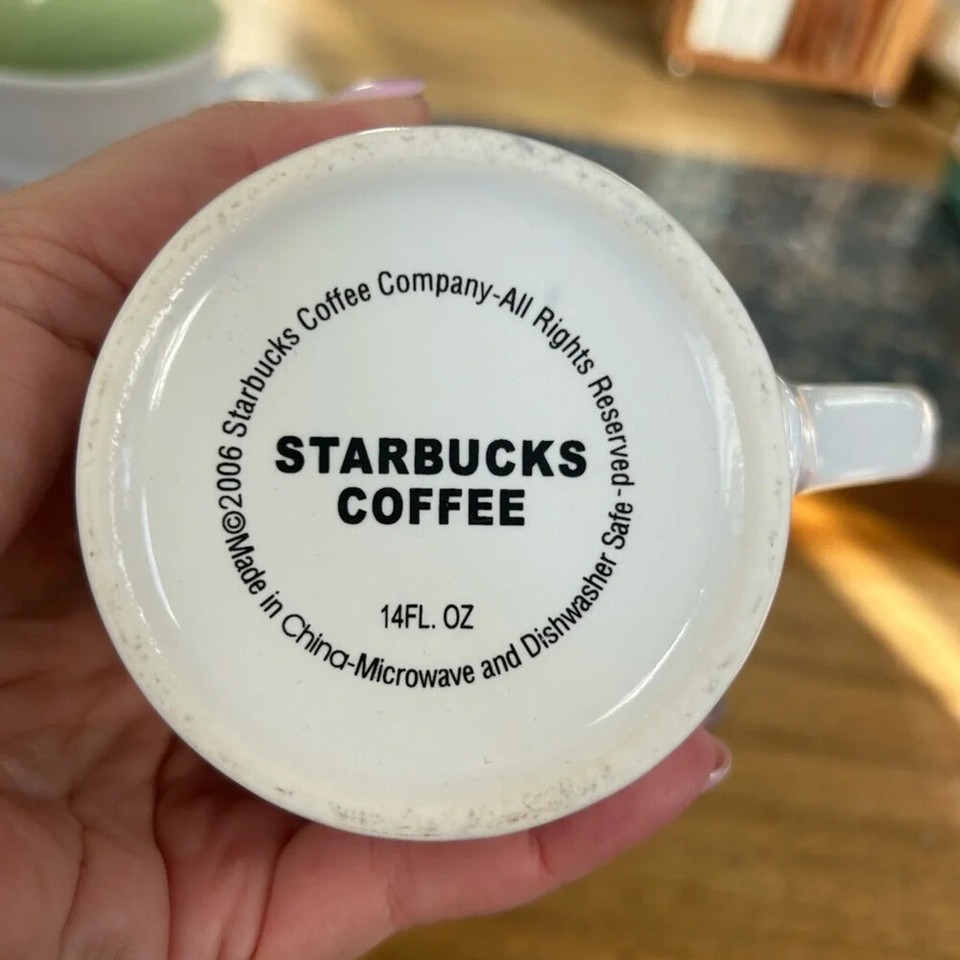 ©2006 Starbucks Coffee Company-All Rights Reserved-
STARBUCKS
COFFEE
14FL. OZ
Made in China-Microwave and Dishwasher Safe-